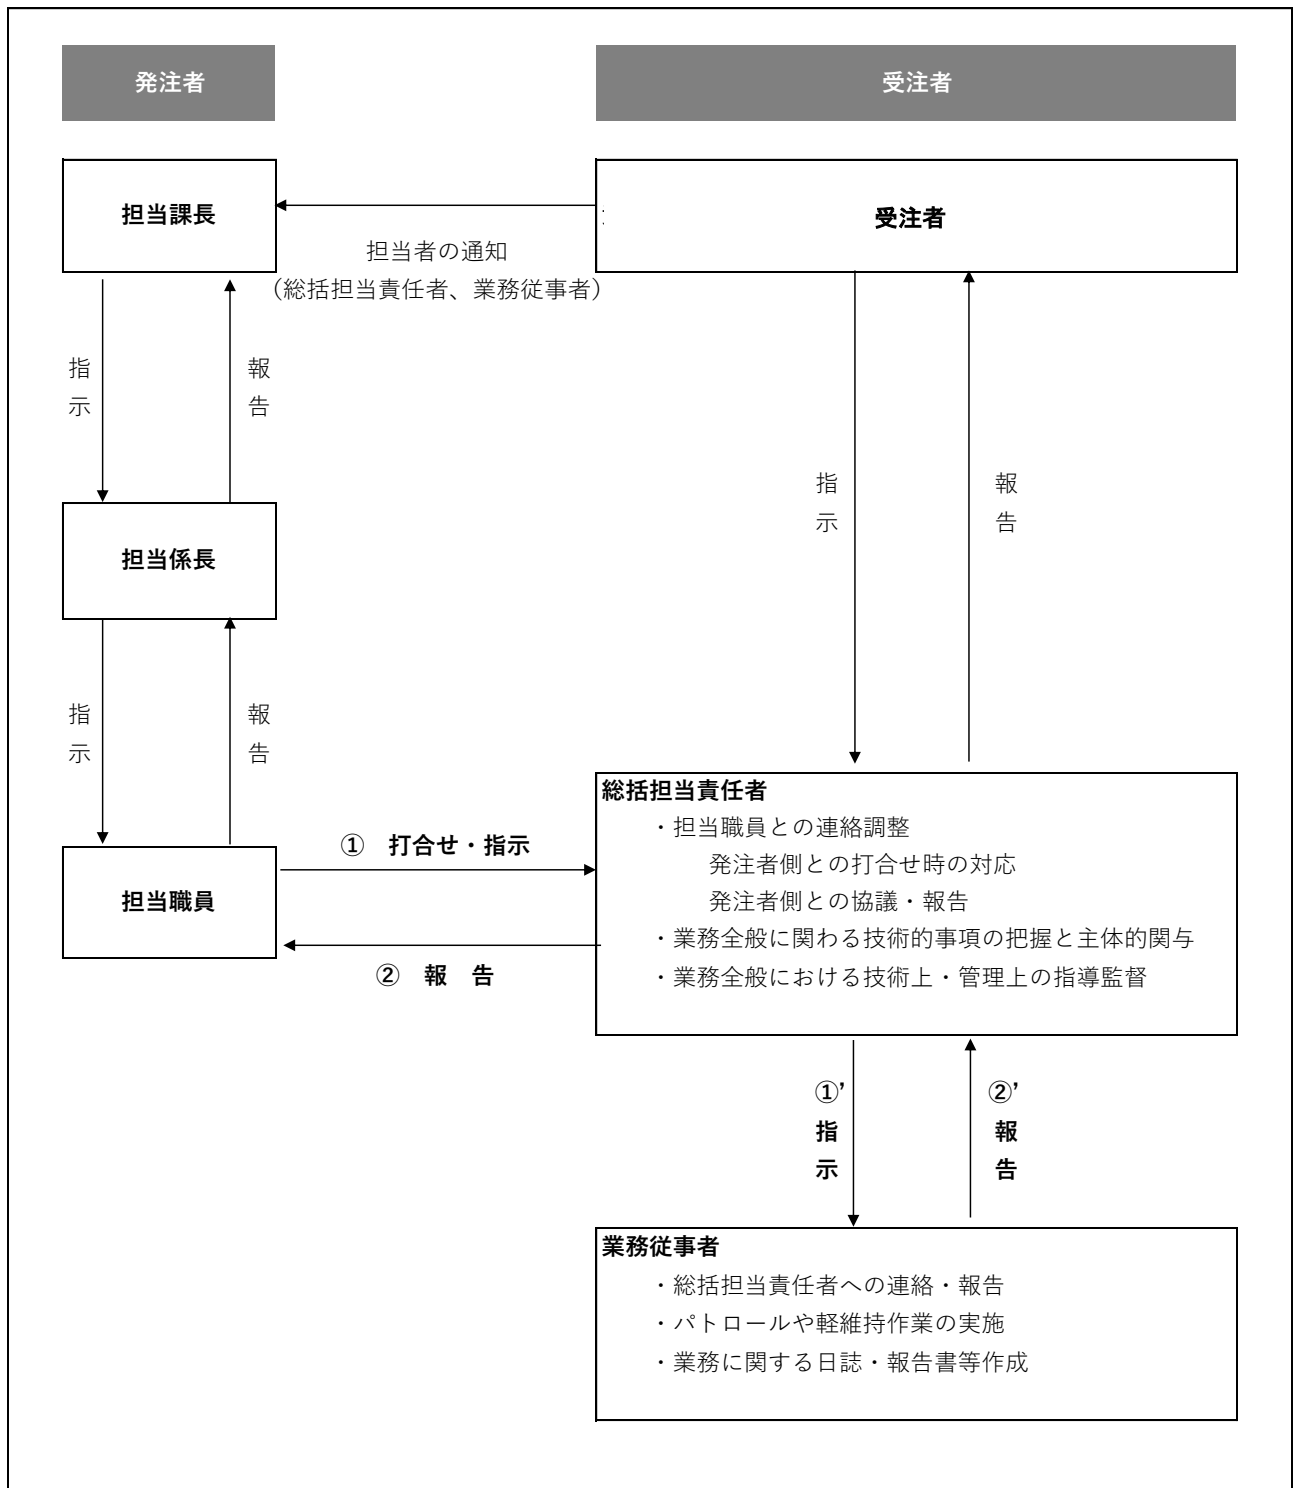 発注者
受注者
担当課長
受注者
担当者の通知
（総括担当責任者、業務従事者）
指示
報告
指示
報告
担当係長
指示
報告
総括担当責任者
・担当職員との連絡調整
発注者側との打合せ時の対応
発注者側との協議・報告
・業務全般に関わる技術的事項の把握と主体的関与
・業務全般における技術上・管理上の指導監督
① 打合せ・指示
担当職員
② 報 告
①’指示
②’報告
業務従事者
・総括担当責任者への連絡・報告
・パトロールや軽維持作業の実施
・業務に関する日誌・報告書等作成